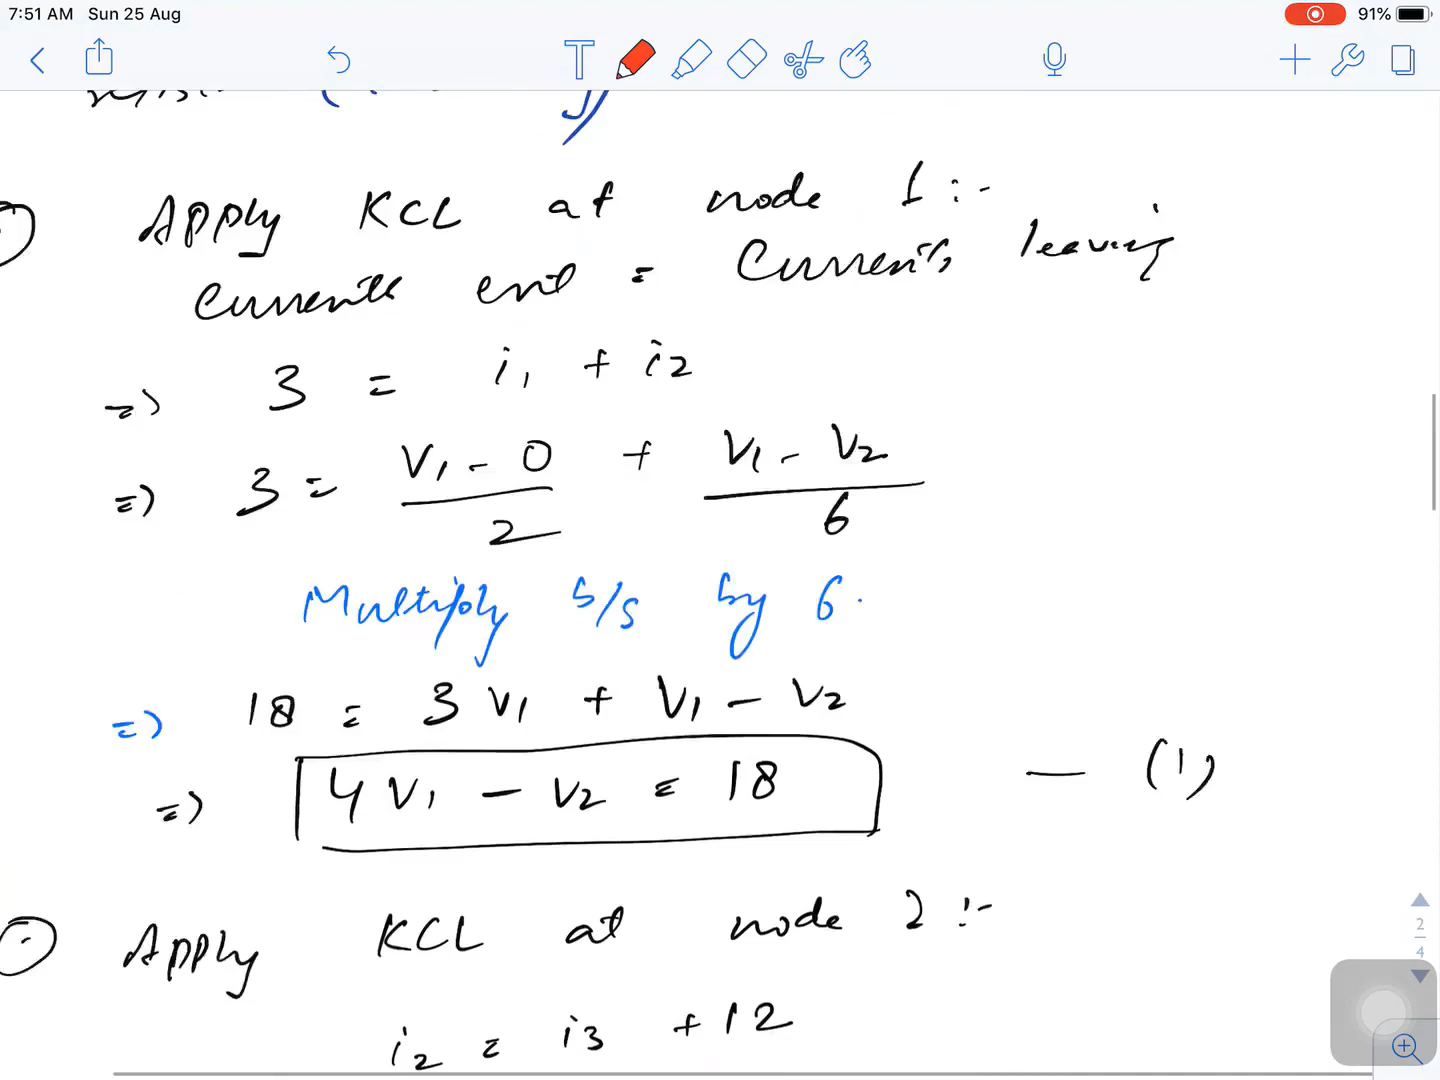 7:51 AM Sun 25 Aug 91%
Apply KCL at node 1:-
Currents ent = Currents leaving
=> 3 = i1 + i2
=> 3 = (V1 - 0)/2 + (V1 - V2)/6
Multiply b/s by 6.
=> 18 = 3 V1 + V1 - V2
=> 4 V1 - V2 = 18 — (1)
Apply KCL at node 2 :-
i2 = i3 + 12
2
4